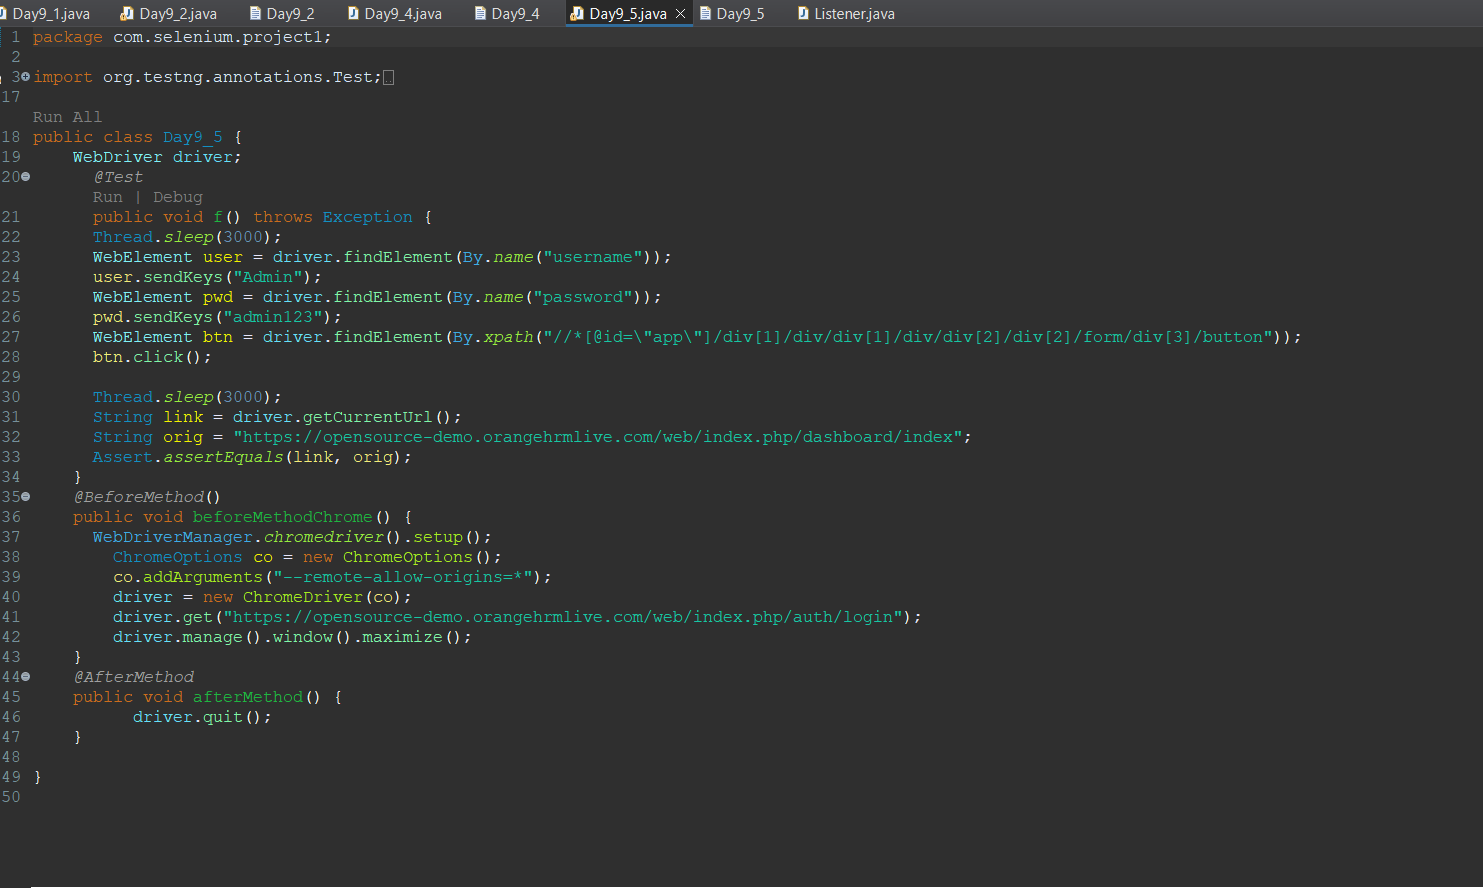 Day9_1.java Day9_2.java Day9_2 Day9_4.java Day9_4 Day9_5.java Day9_5 Listener.java
1 package com.selenium.project1;
2
3 import org.testng.annotations.Test;
17
Run All
18 public class Day9_5 {
19 WebDriver driver;
20 @Test
Run | Debug
21 public void f() throws Exception {
22 Thread.sleep(3000);
23 WebElement user = driver.findElement(By.name("username"));
24 user.sendKeys("Admin");
25 WebElement pwd = driver.findElement(By.name("password"));
26 pwd.sendKeys("admin123");
27 WebElement btn = driver.findElement(By.xpath("//*[@id=\"app\"]/div[1]/div/div[1]/div/div[2]/div[2]/form/div[3]/button"));
28 btn.click();
29
30 Thread.sleep(3000);
31 String link = driver.getCurrentUrl();
32 String orig = "https://opensource-demo.orangehrmlive.com/web/index.php/dashboard/index";
33 Assert.assertEquals(link, orig);
34 }
35 @BeforeMethod()
36 public void beforeMethodChrome() {
37 WebDriverManager.chromedriver().setup();
38 ChromeOptions co = new ChromeOptions();
39 co.addArguments("--remote-allow-origins=*");
40 driver = new ChromeDriver(co);
41 driver.get("https://opensource-demo.orangehrmlive.com/web/index.php/auth/login");
42 driver.manage().window().maximize();
43 }
44 @AfterMethod
45 public void afterMethod() {
46 driver.quit();
47 }
48
49 }
50